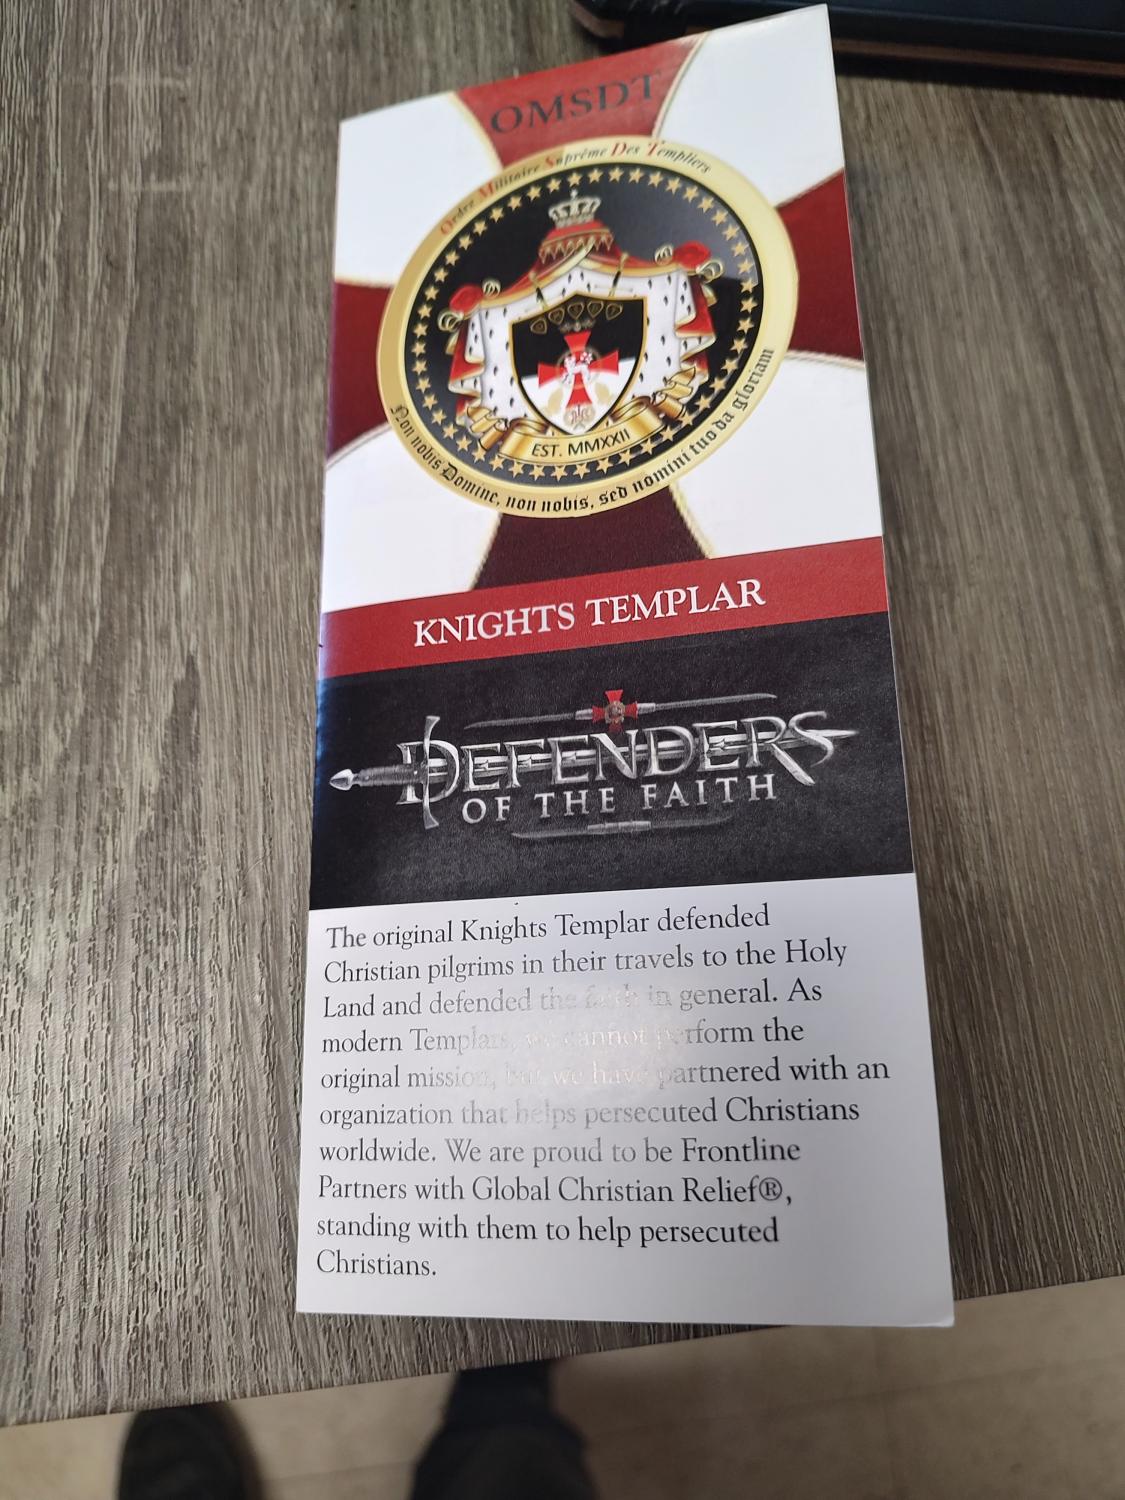 OMSDT
Ordre Militaire Suprême Des Templiers
EST. MMXXII
Non nobis Domine, non nobis, sed nomini tuo da gloriam
KNIGHTS TEMPLAR
DEFENDERS
OF THE FAITH
The original Knights Templar defended
Christian pilgrims in their travels to the Holy
Land and defended the faith in general. As
modern Templars, we cannot perform the
original mission, but we have partnered with an
organization that helps persecuted Christians
worldwide. We are proud to be Frontline
Partners with Global Christian Relief®,
standing with them to help persecuted
Christians.